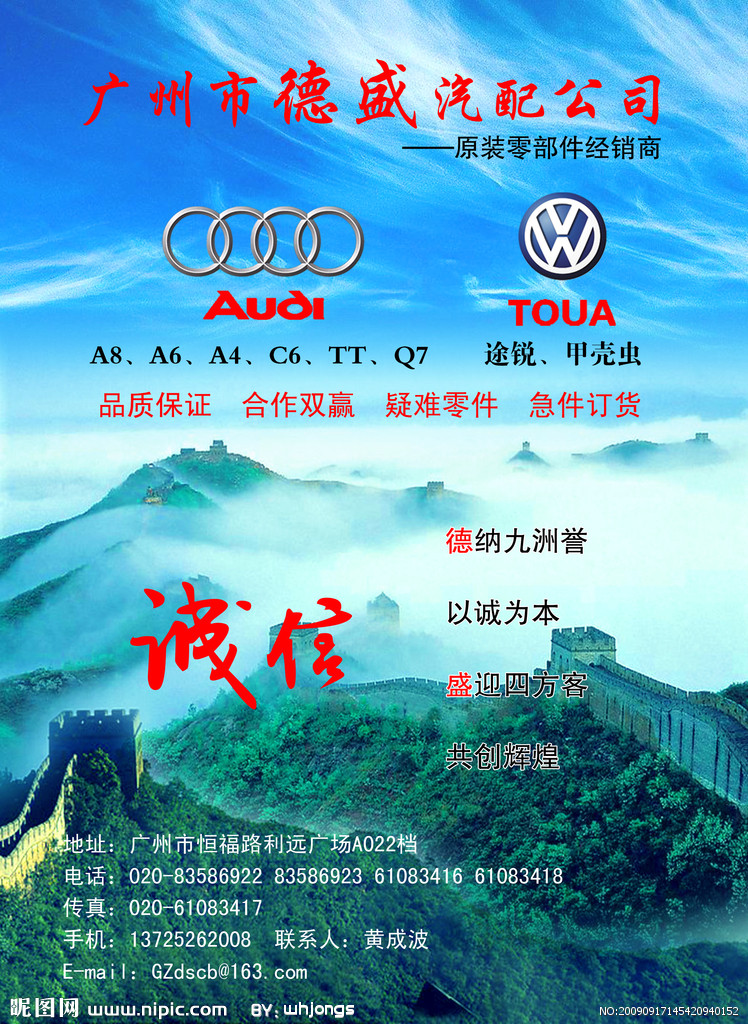 广州市德盛汽配公司
——原装零部件经销商
Audi
TOUA
A8、A6、A4、C6、TT、Q7 途锐、甲壳虫
品质保证 合作双赢 疑难零件 急件订货
德纳九洲誉
以诚为本
诚信
盛迎四方客
共创辉煌
地址：广州市恒福路利远广场A022档
电话：020-83586922 83586923 61083416 61083418
传真：020-61083417
手机：13725262008 联系人：黄成波
E-mail：GZdscb@163.com
昵图网 www.nipic.com BY：whjongs
NO:20090917145420940152